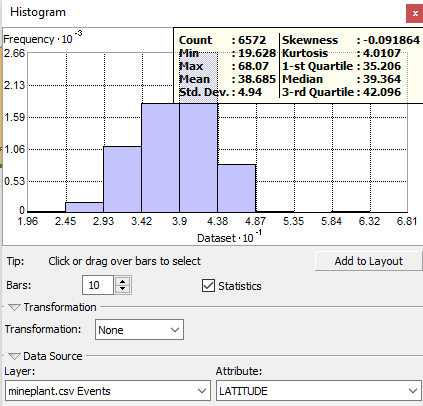 Histogram
Frequency · 10⁻³
Count : 6572 Skewness : -0.091864
Min : 19.628 Kurtosis : 4.0107
Max : 68.07 1-st Quartile : 35.206
Mean : 38.685 Median : 39.364
Std. Dev. : 4.94 3-rd Quartile : 42.096
2.66
2.13
1.59
1.06
0.53
0
1.96 2.45 2.93 3.42 3.9 4.38 4.87 5.35 5.84 6.32 6.81
Dataset · 10⁻¹
Tip: Click or drag over bars to select
Add to Layout
Bars: 10 Statistics
Transformation
Transformation: None
Data Source
Layer: Attribute:
mineplant.csv Events LATITUDE